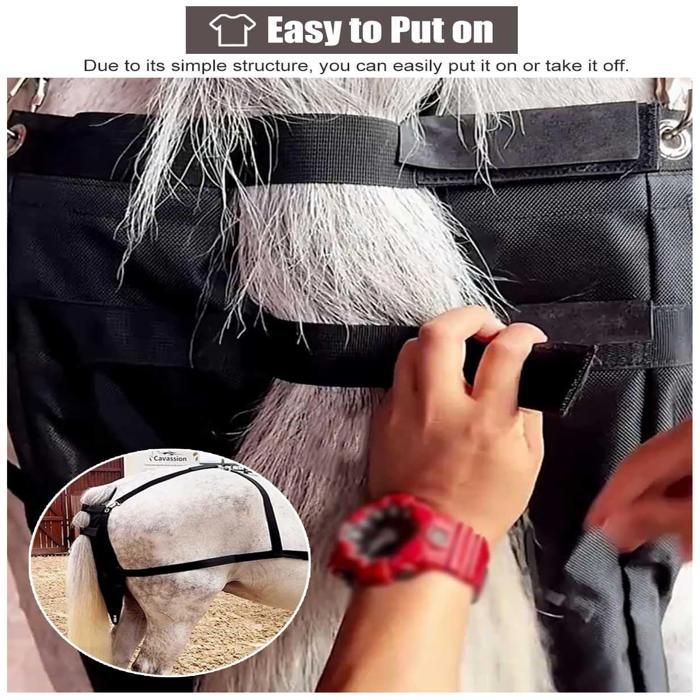 Easy to Put on
Due to its simple structure, you can easily put it on or take it off.
Cavassion